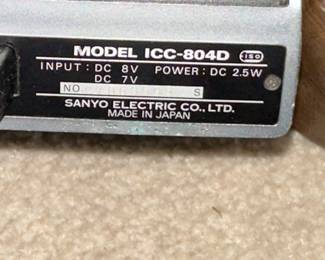 MODEL ICC-804D ISO
INPUT: DC 8V POWER: DC 2.5W
DC 7V
NO. S
SANYO ELECTRIC CO., LTD.
MADE IN JAPAN